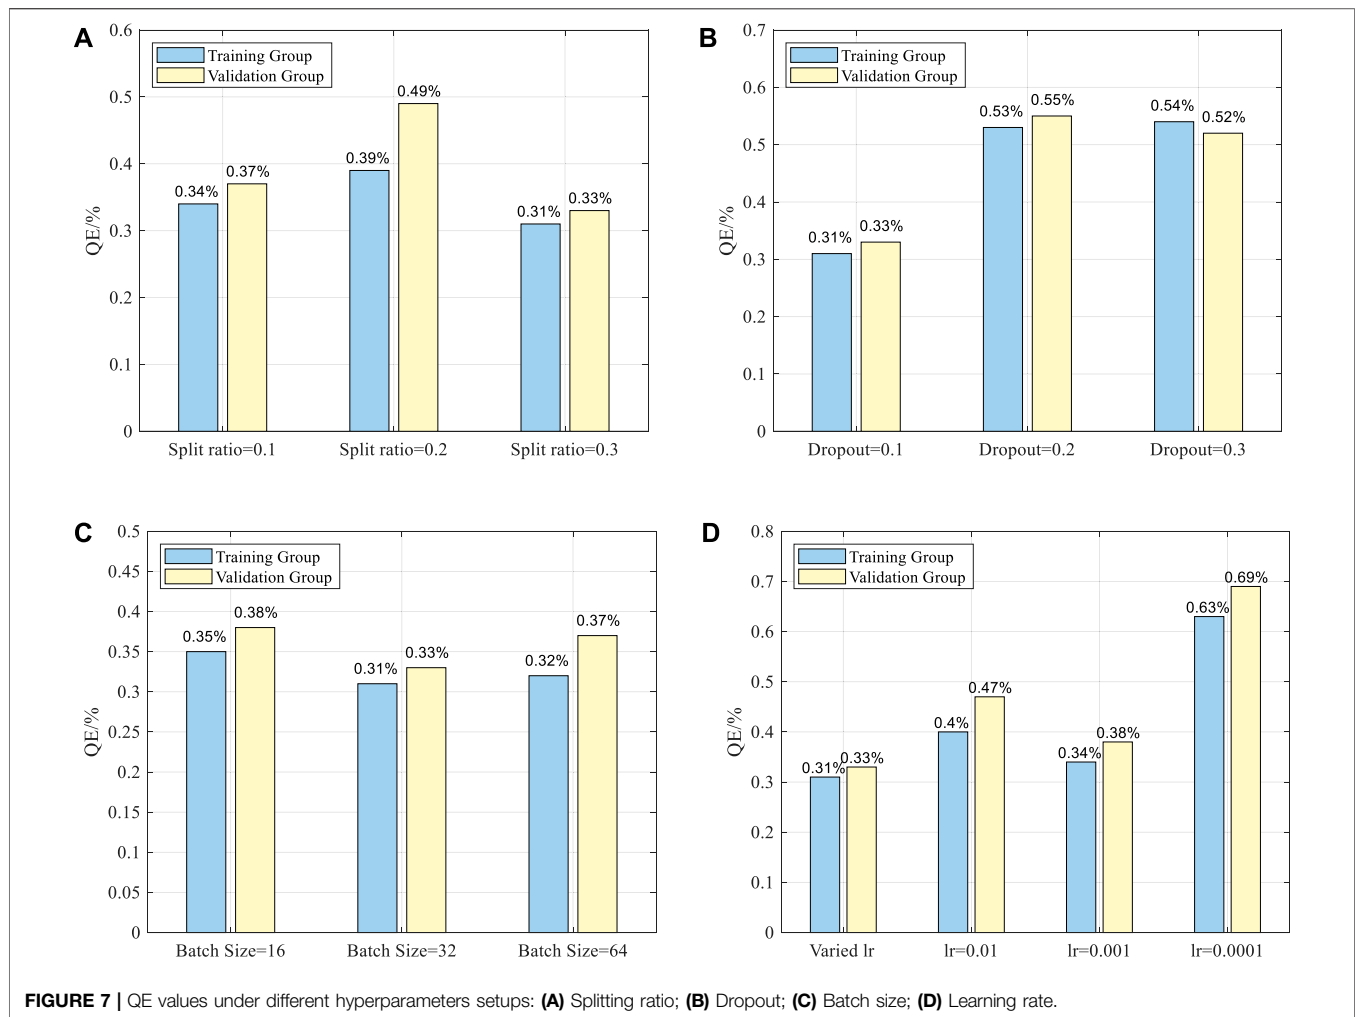 A
0.6
0.5
0.4
0.3
0.2
0.1
0
QE/%
Training Group
Validation Group
0.34%
0.37%
0.39%
0.49%
0.31%
0.33%
Split ratio=0.1
Split ratio=0.2
Split ratio=0.3
B
0.7
0.6
0.5
0.4
0.3
0.2
0.1
0
QE/%
Training Group
Validation Group
0.31%
0.33%
0.53%
0.55%
0.54%
0.52%
Dropout=0.1
Dropout=0.2
Dropout=0.3
C
0.5
0.45
0.4
0.35
0.3
0.25
0.2
0.15
0.1
0.05
0
QE/%
Training Group
Validation Group
0.35%
0.38%
0.31%
0.33%
0.32%
0.37%
Batch Size=16
Batch Size=32
Batch Size=64
D
0.8
0.7
0.6
0.5
0.4
0.3
0.2
0.1
0
QE/%
Training Group
Validation Group
0.31%
0.33%
0.4%
0.47%
0.34%
0.38%
0.63%
0.69%
Varied lr
lr=0.01
lr=0.001
lr=0.0001
FIGURE 7 | QE values under different hyperparameters setups: (A) Splitting ratio; (B) Dropout; (C) Batch size; (D) Learning rate.